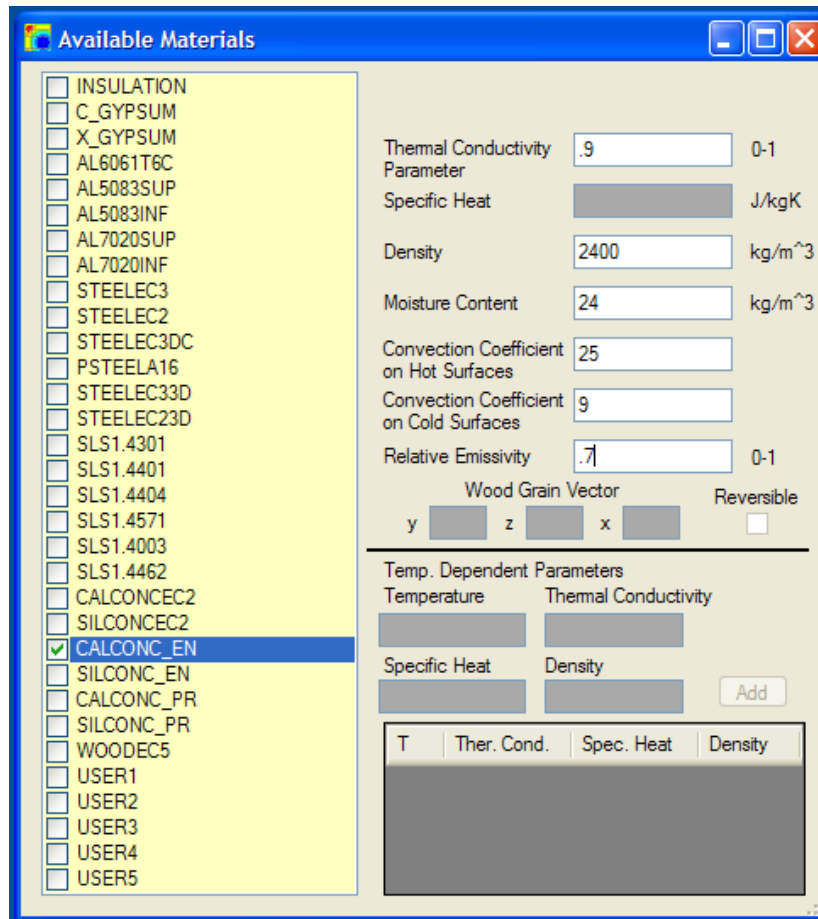 Available Materials
INSULATION
C_GYPSUM
X_GYPSUM
AL6061T6C
AL5083SUP
AL5083INF
AL7020SUP
AL7020INF
STEELEC3
STEELEC2
STEELEC3DC
PSTEELA16
STEELEC33D
STEELEC23D
SLS1.4301
SLS1.4401
SLS1.4404
SLS1.4571
SLS1.4003
SLS1.4462
CALCONCEC2
SILCONCEC2
CALCONC_EN
SILCONC_EN
CALCONC_PR
SILCONC_PR
WOODEC5
USER1
USER2
USER3
USER4
USER5
Thermal Conductivity .9 0-1
Parameter
Specific Heat J/kgK
Density 2400 kg/m^3
Moisture Content 24 kg/m^3
Convection Coefficient 25
on Hot Surfaces
Convection Coefficient 9
on Cold Surfaces
Relative Emissivity .7 0-1
Wood Grain Vector Reversible
y z x
Temp. Dependent Parameters
Temperature Thermal Conductivity
Specific Heat Density
Add
T Ther. Cond. Spec. Heat Density